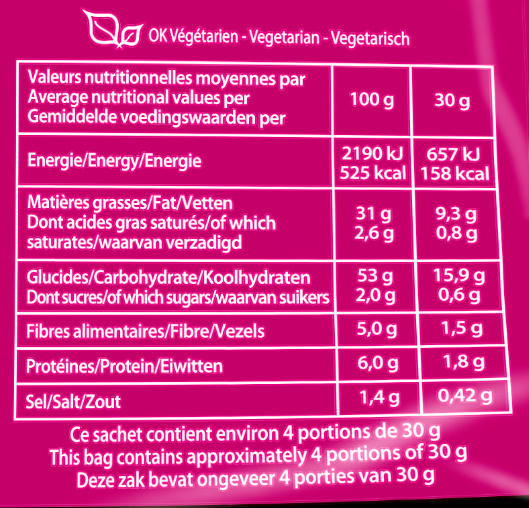 OK Végétarien - Vegetarian - Vegetarisch
Valeurs nutritionnelles moyennes par
Average nutritional values per
Gemiddelde voedingswaarden per
100 g
30 g
Energie/Energy/Energie
2190 kJ
525 kcal
657 kJ
158 kcal
Matières grasses/Fat/Vetten
Dont acides gras saturés/of which
saturates/waarvan verzadigd
31 g
2,6 g
9,3 g
0,8 g
Glucides/Carbohydrate/Koolhydraten
Dont sucres/of which sugars/waarvan suikers
53 g
2,0 g
15,9 g
0,6 g
Fibres alimentaires/Fibre/Vezels
5,0 g
1,5 g
Protéines/Protein/Eiwitten
6,0 g
1,8 g
Sel/Salt/Zout
1,4 g
0,42 g
Ce sachet contient environ 4 portions de 30 g
This bag contains approximately 4 portions of 30 g
Deze zak bevat ongeveer 4 porties van 30 g